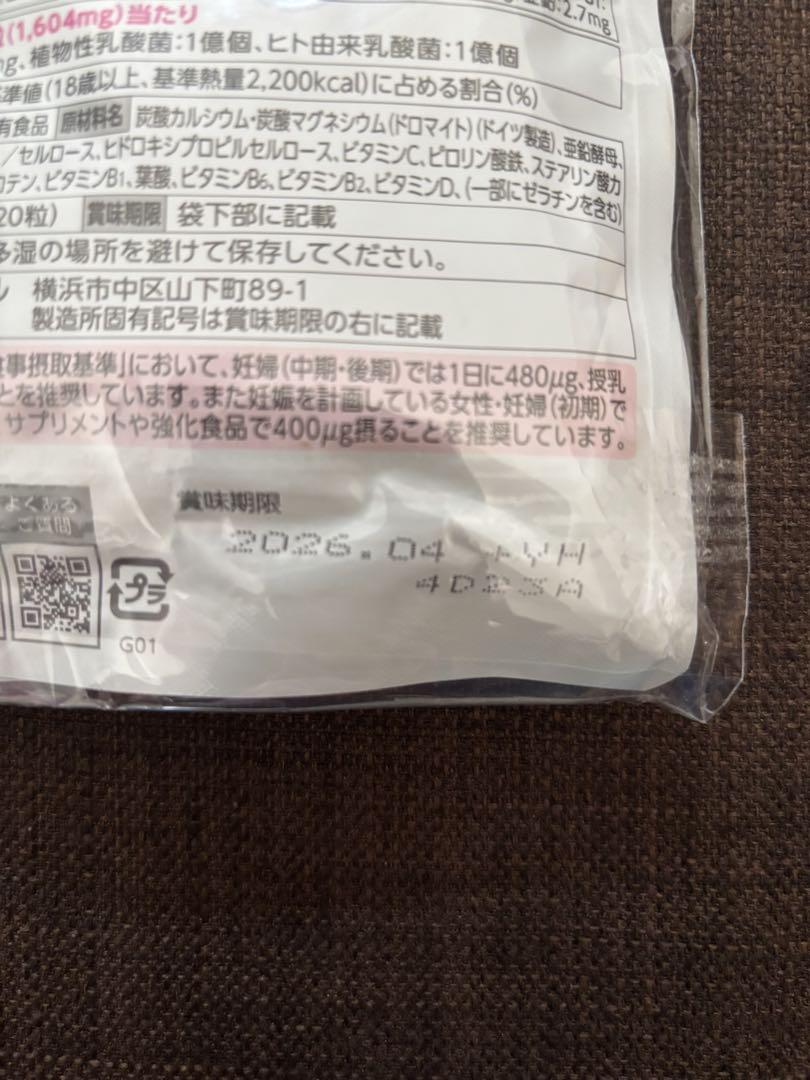 (1,604mg)当たり
:2.7mg
植物性乳酸菌:1億個、ヒト由来乳酸菌:1億個
準値(18歳以上、基準熱量2,200kcal)に占める割合(%)
有食品 原材料名 炭酸カルシウム・炭酸マグネシウム(ドロマイト)(ドイツ製造)、亜鉛酵母、
/セルロース、ヒドロキシプロピルセルロース、ビタミンC、ピロリン酸鉄、ステアリン酸カ
ロテン、ビタミンB1、葉酸、ビタミンB6、ビタミンB2、ビタミンD、(一部にゼラチンを含む)
20粒) 賞味期限 袋下部に記載
多湿の場所を避けて保存してください。
横浜市中区山下町89-1
製造所固有記号は賞味期限の右に記載
食事摂取基準」において、妊婦(中期・後期)では1日に480μg、授乳
とを推奨しています。また妊娠を計画している女性・妊婦(初期)で
サプリメントや強化食品で400μg摂ることを推奨しています。
よくある
ご質問
賞味期限
2026.04
4D23A
プラ
G01